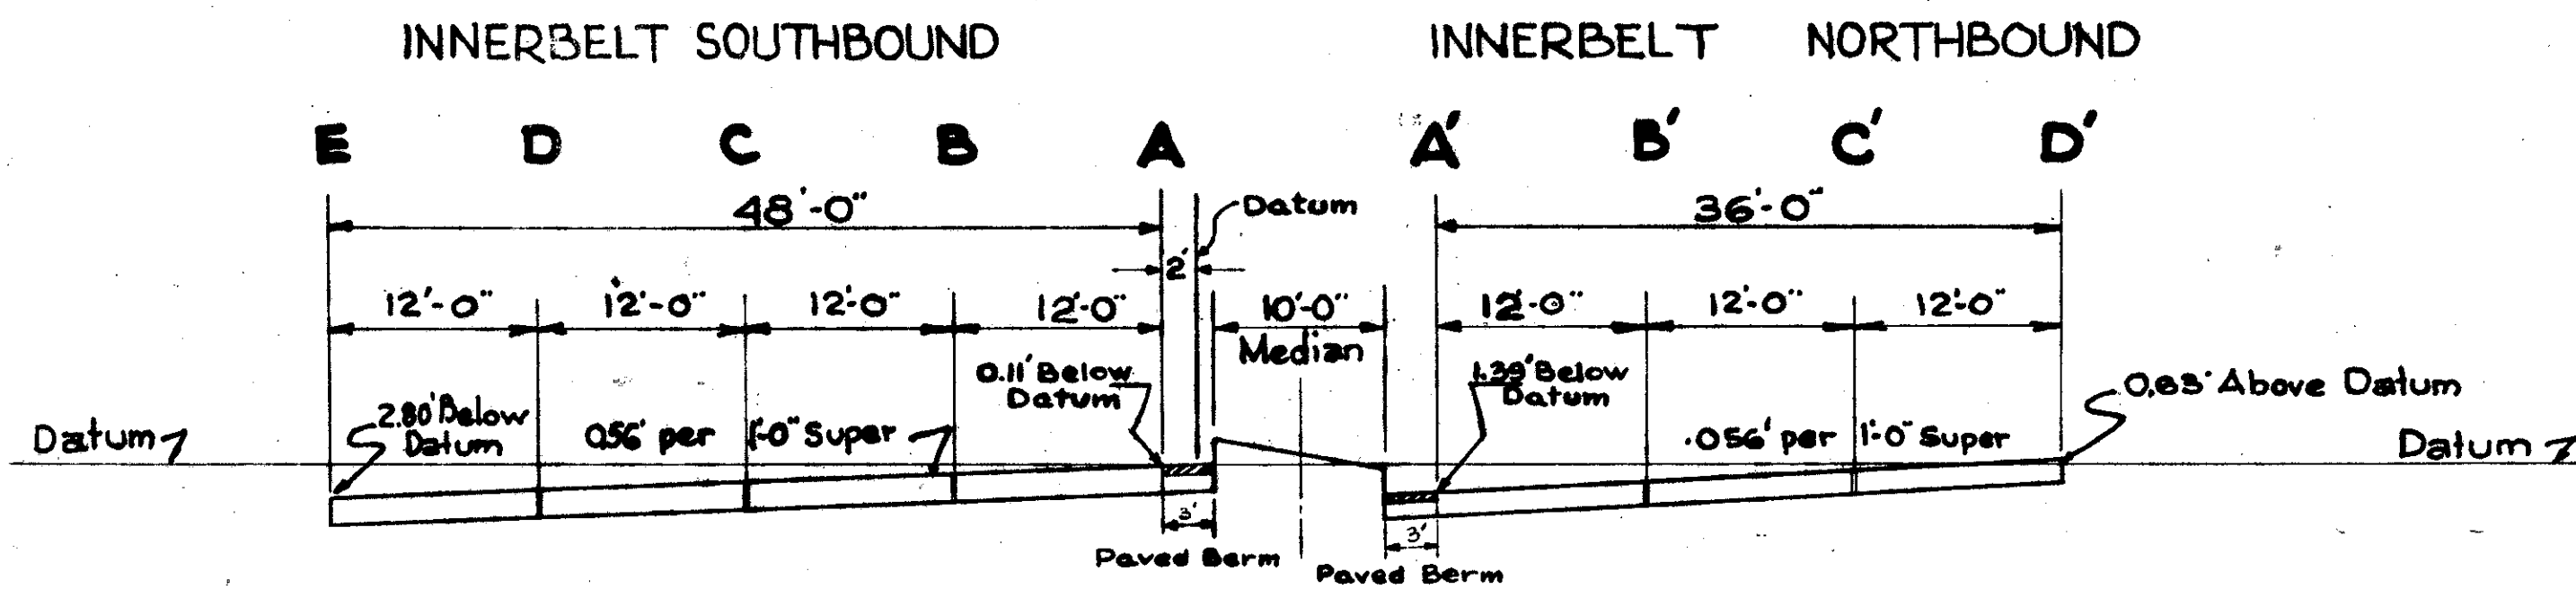 INNERBELT SOUTHBOUND
INNERBELT NORTHBOUND
E D C B A A' B' C' D'
48'-0"
Datum
36'-0"
2'
12'-0" 12'-0" 12'-0" 12'-0" 10'-0" 12'-0" 12'-0" 12'-0"
Median
0.11' Below
Datum
1.39' Below
Datum
0.63' Above Datum
2.80' Below
Datum
Datum
.056' per 1'-0" Super
.056' per 1'-0" Super
Datum
3'
3'
Paved Berm
Paved Berm